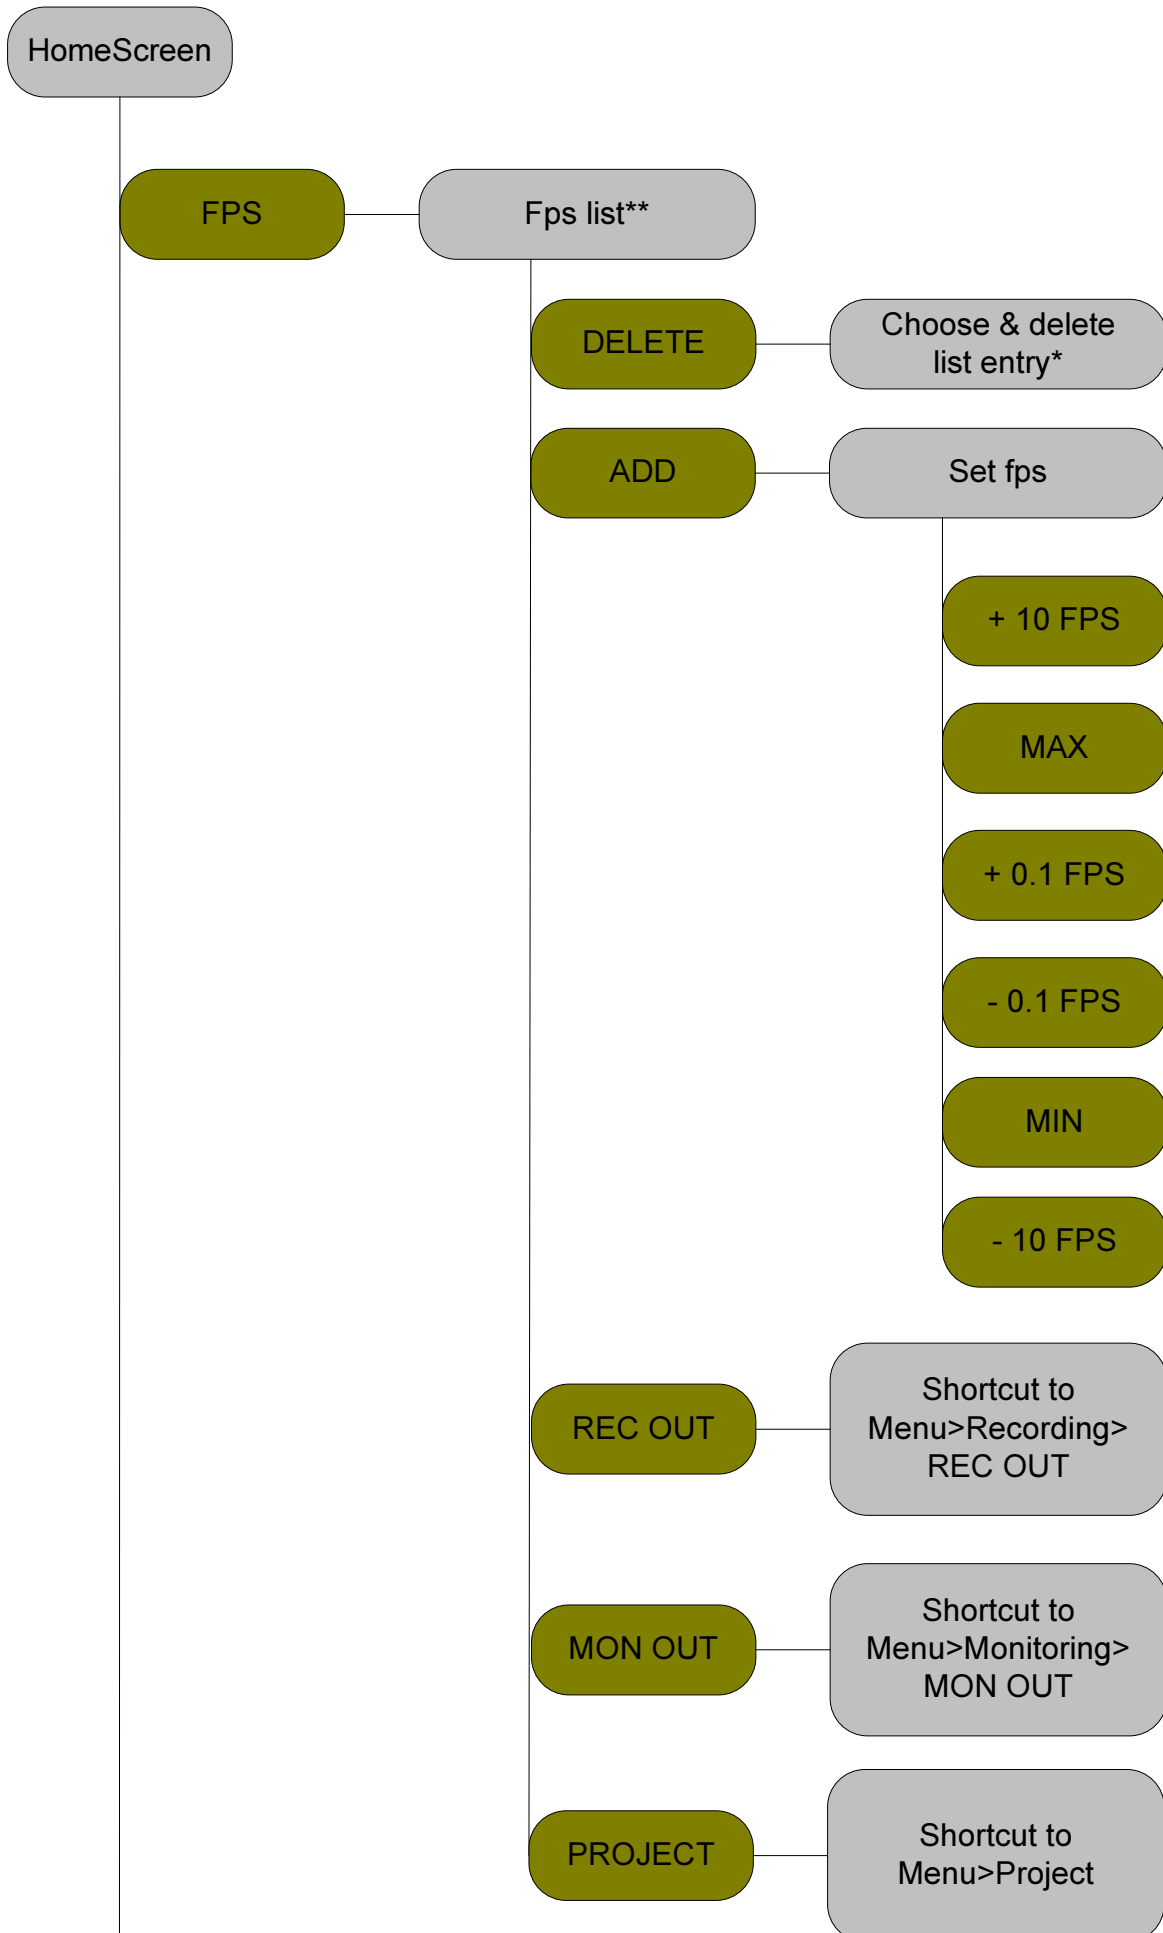 HomeScreen
FPS
Fps list**
DELETE
Choose & delete
list entry*
ADD
Set fps
+ 10 FPS
MAX
+ 0.1 FPS
- 0.1 FPS
MIN
- 10 FPS
REC OUT
Shortcut to
Menu>Recording>
REC OUT
MON OUT
Shortcut to
Menu>Monitoring>
MON OUT
PROJECT
Shortcut to
Menu>Project